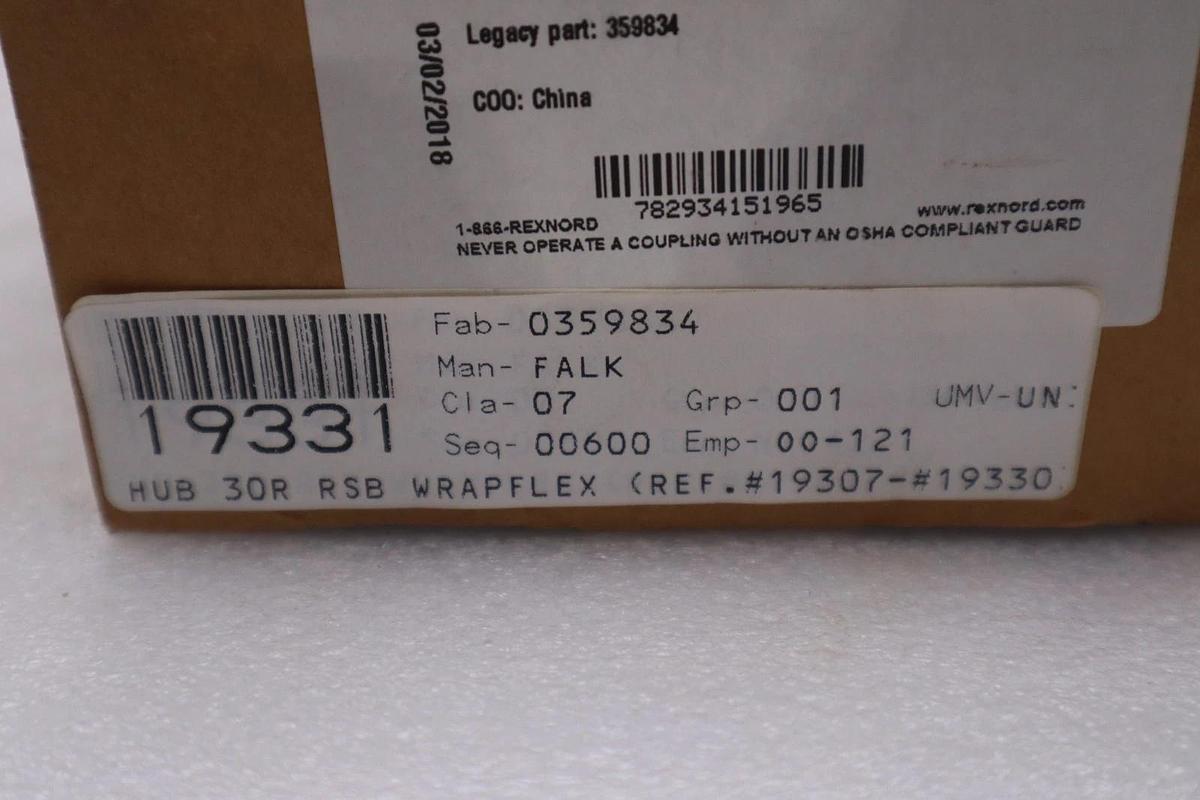 Legacy part: 359834
03/02/2018
COO: China
782934151965
1-866-REXNORD
www.rexnord.com
NEVER OPERATE A COUPLING WITHOUT AN OSHA COMPLIANT GUARD
Fab- 0359834
Man- FALK
Cla- 07 Grp- 001 UMV-UN:
Seq- 00600 Emp- 00-121
19331
HUB 30R RSB WRAPFLEX (REF.#19307-#19330